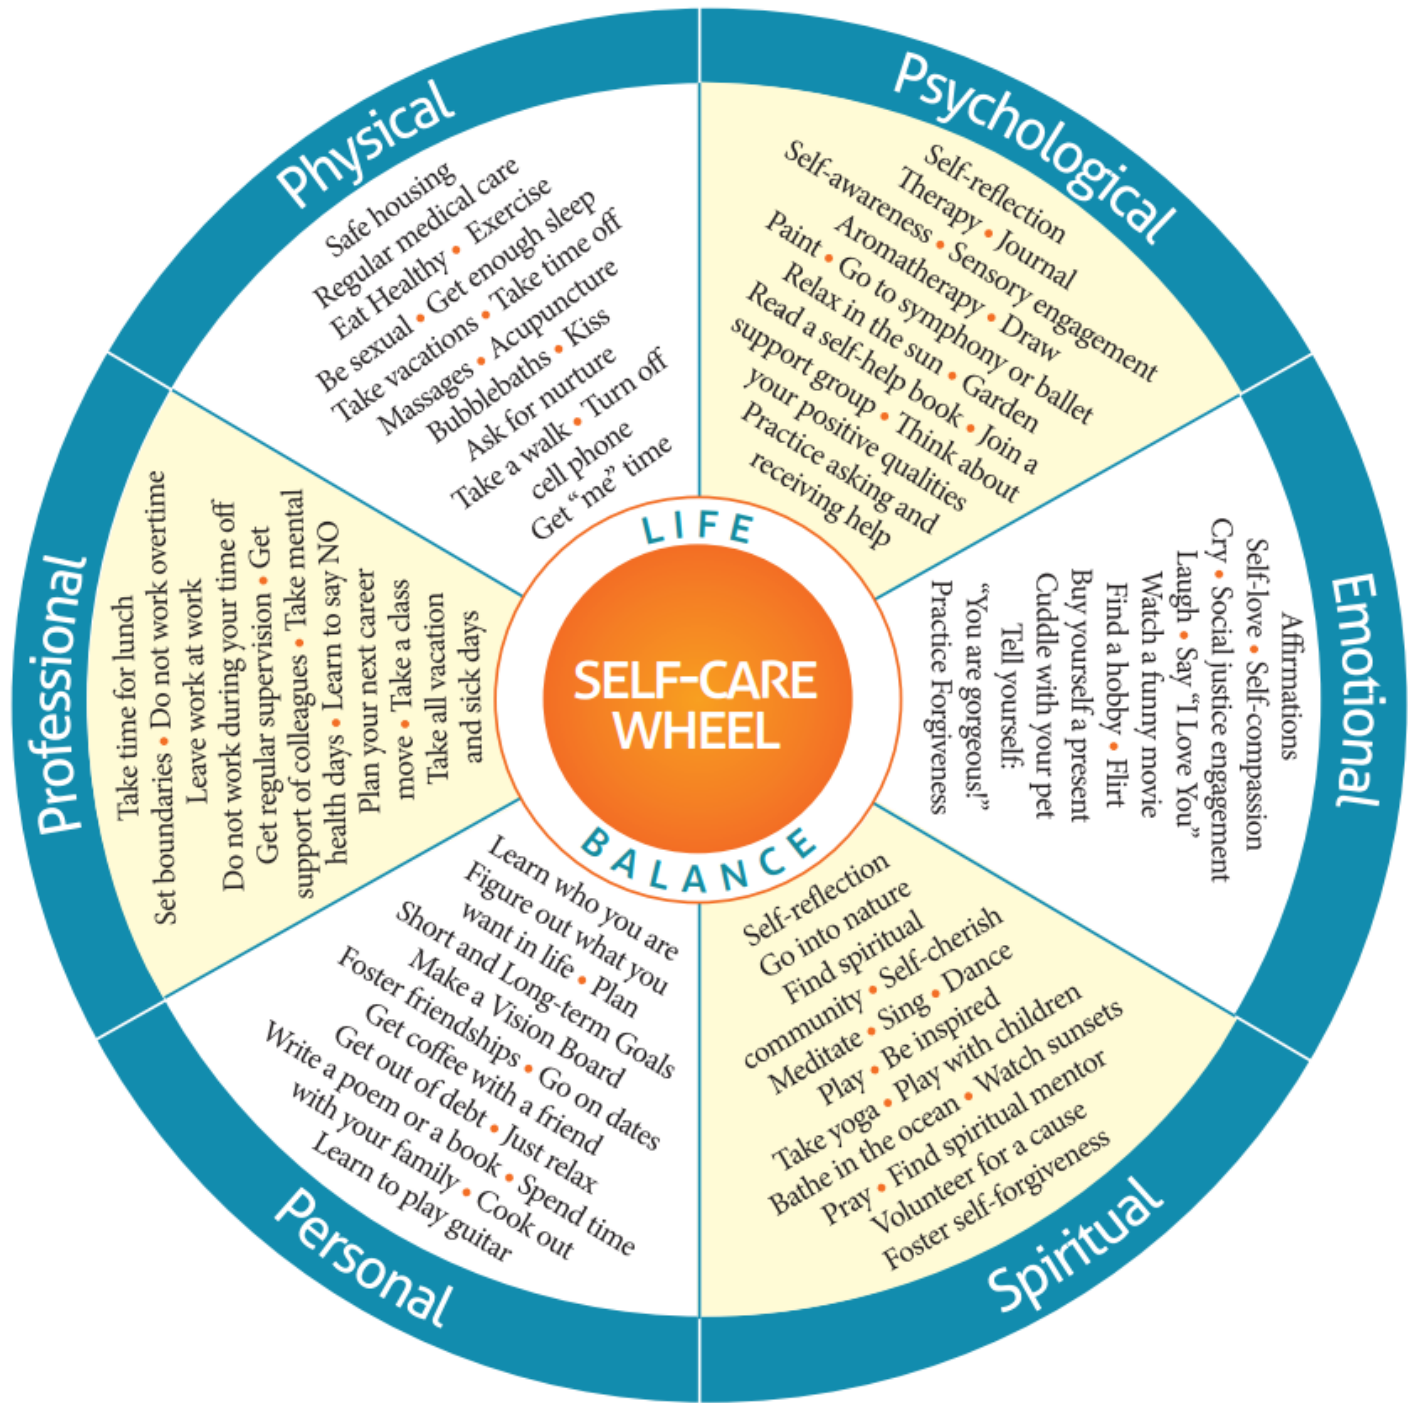 Physical
Safe housing
Regular medical care
Eat Healthy • Exercise
Be sexual • Get enough sleep
Take vacations • Take time off
Massages • Acupuncture
Bubblebaths • Kiss
Ask for nurture
Take a walk • Turn off
cell phone
Get “me” time
Psychological
Self-reflection
Therapy • Journal
Self-awareness • Sensory engagement
Aromatherapy • Draw
Paint • Go to symphony or ballet
Relax in the sun • Garden
Read a self-help book • Join a
support group • Think about
your positive qualities
Practice asking and
receiving help
Emotional
Affirmations
Self-love • Self-compassion
Cry • Social justice engagement
Laugh • Say “I Love You”
Watch a funny movie
Find a hobby • Flirt
Buy yourself a present
Cuddle with your pet
Tell yourself:
“You are gorgeous!”
Practice Forgiveness
Spiritual
Self-reflection
Go into nature
Find spiritual
community • Self-cherish
Meditate • Sing • Dance
Play • Be inspired
Take yoga • Play with children
Bathe in the ocean • Watch sunsets
Pray • Find spiritual mentor
Volunteer for a cause
Foster self-forgiveness
Personal
Learn who you are
Figure out what you
want in life • Plan
Short and Long-term Goals
Make a Vision Board
Foster friendships • Go on dates
Get coffee with a friend
Get out of debt • Just relax
Write a poem or a book • Spend time
with your family • Cook out
Learn to play guitar
Professional
Take time for lunch
Set boundaries • Do not work overtime
Leave work at work
Do not work during your time off
Get regular supervision • Get
support of colleagues • Take mental
health days • Learn to say NO
Plan your next career
move • Take a class
Take all vacation
and sick days
LIFE
SELF-CARE
WHEEL
BALANCE